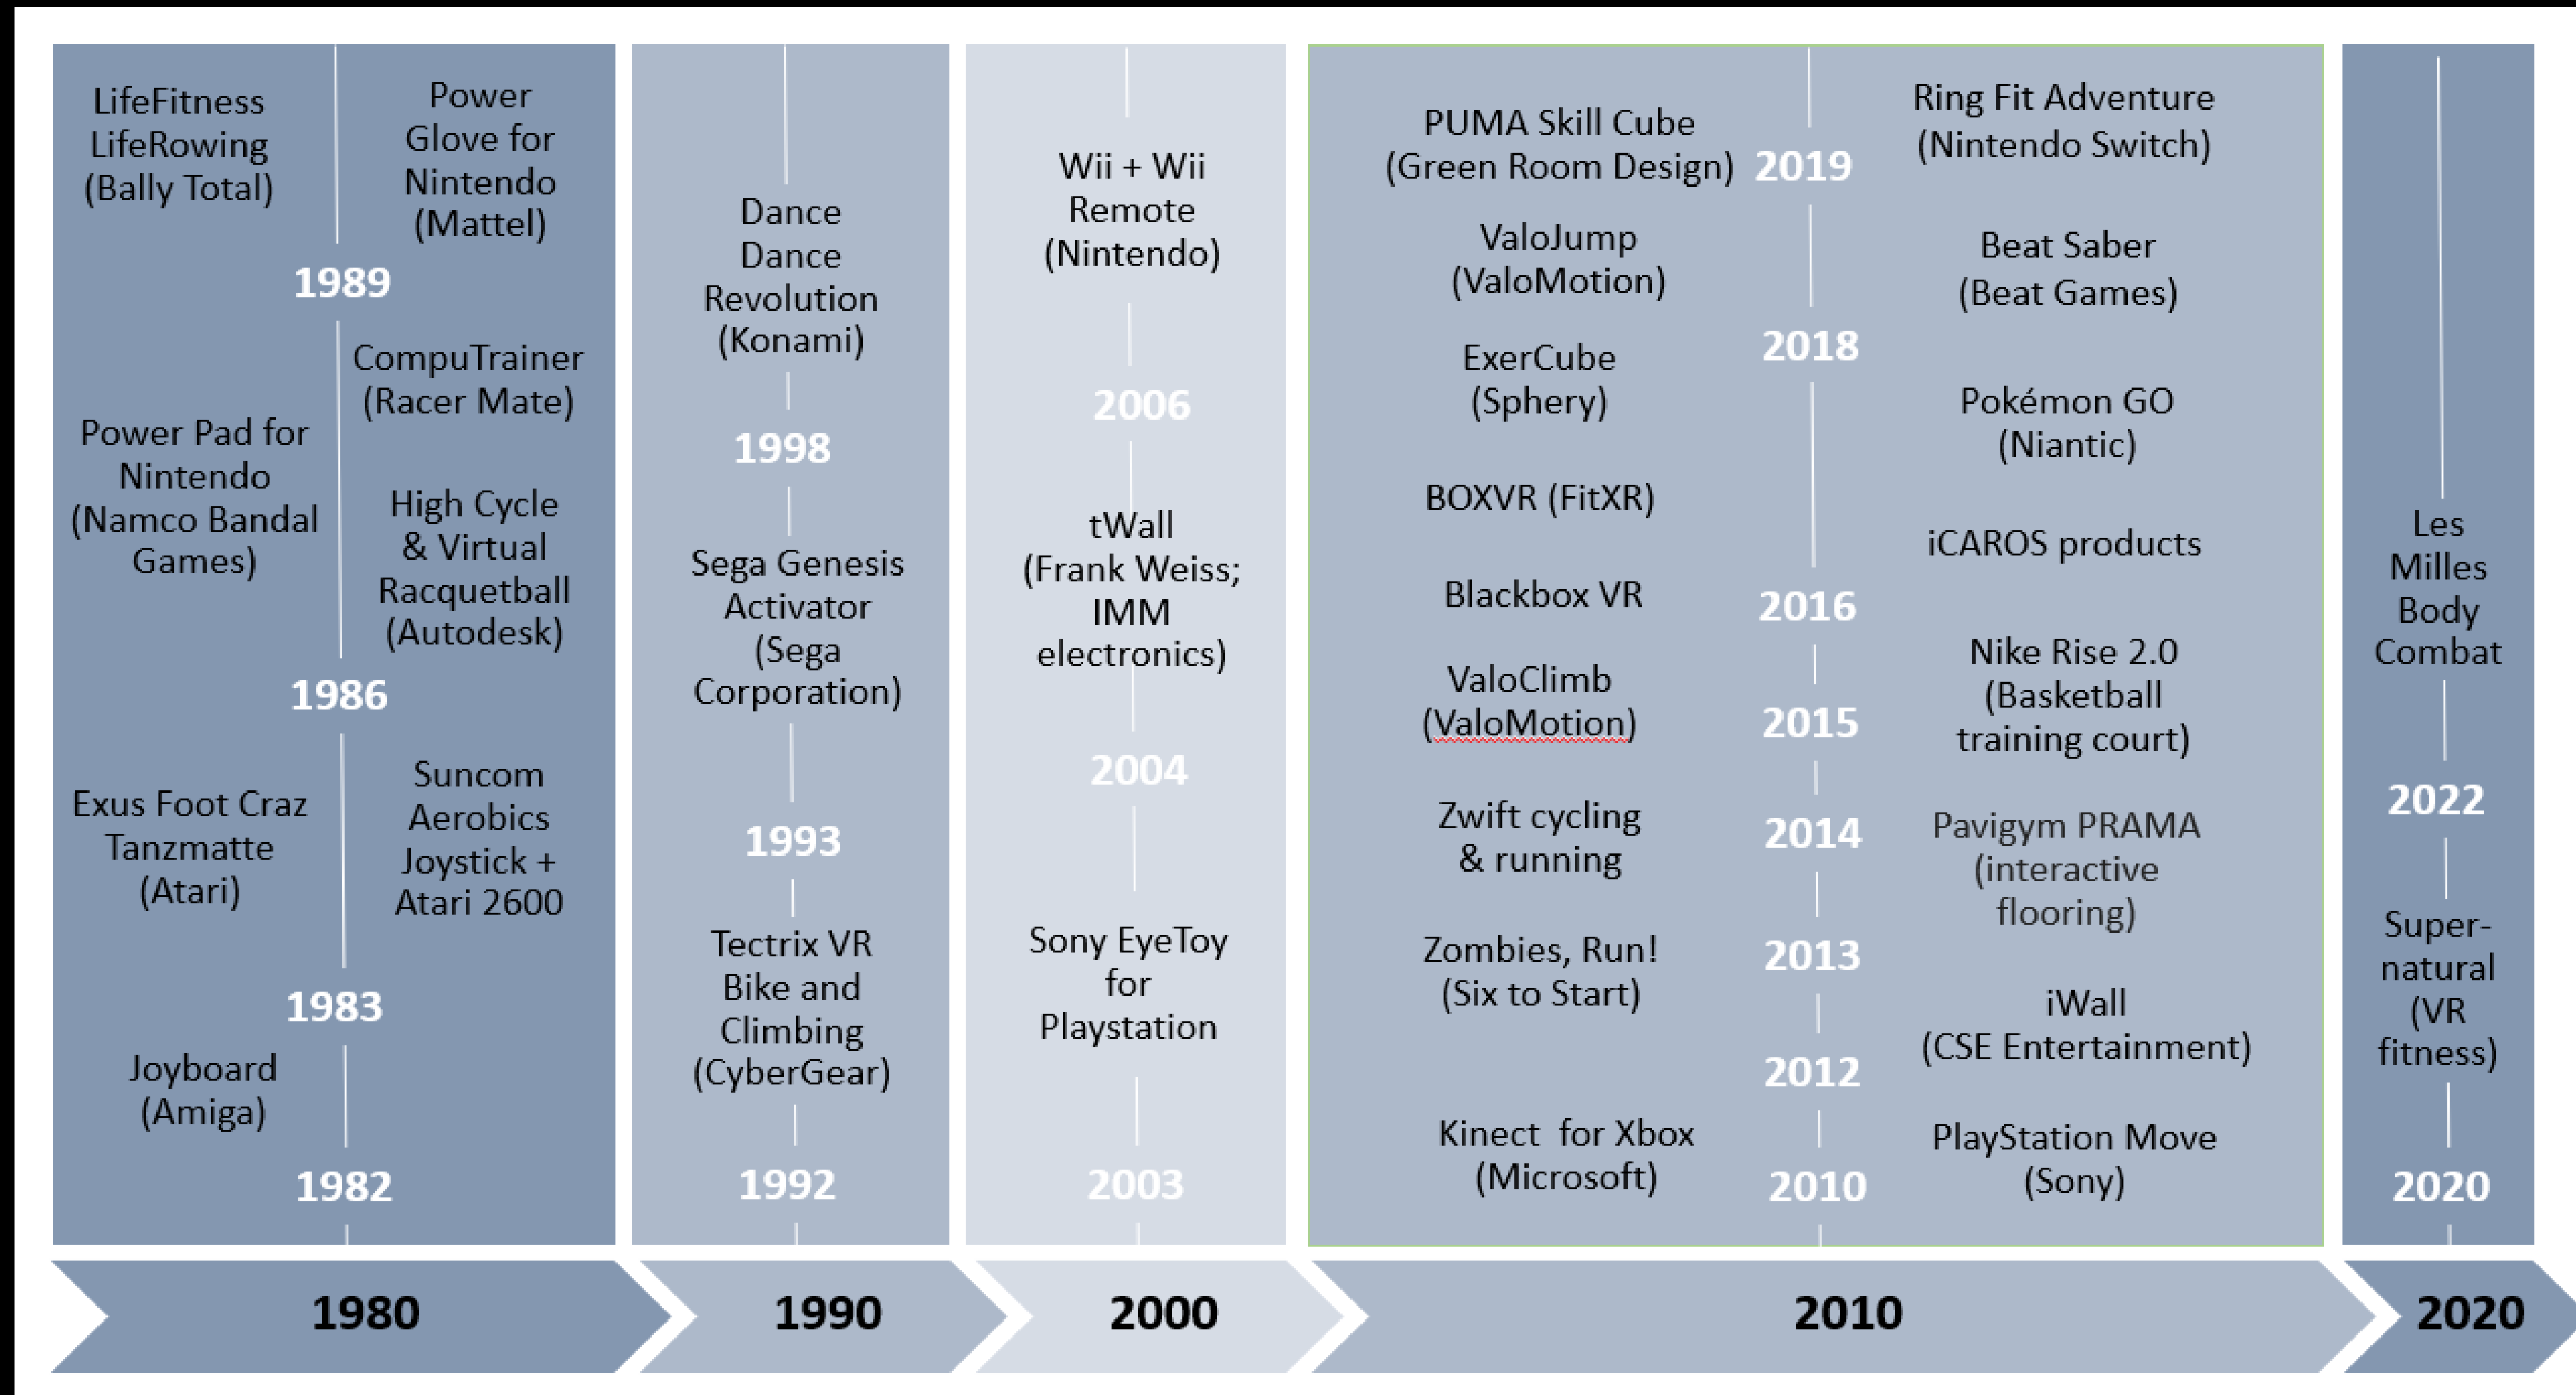 LifeFitness
LifeRowing
(Bally Total)
Power
Glove for
Nintendo
(Mattel)
1989
CompuTrainer
(Racer Mate)
Power Pad for
Nintendo
(Namco Bandal
Games)
High Cycle
& Virtual
Racquetball
(Autodesk)
1986
Exus Foot Craz
Tanzmatte
(Atari)
Suncom
Aerobics
Joystick +
Atari 2600
1983
Joyboard
(Amiga)
1982
Dance
Dance
Revolution
(Konami)
1998
Sega Genesis
Activator
(Sega
Corporation)
1993
Tectrix VR
Bike and
Climbing
(CyberGear)
1992
Wii + Wii
Remote
(Nintendo)
2006
tWall
(Frank Weiss;
IMM
electronics)
2004
Sony EyeToy
for
Playstation
2003
PUMA Skill Cube
(Green Room Design)
ValoJump
(ValoMotion)
ExerCube
(Sphery)
BOXVR (FitXR)
Blackbox VR
ValoClimb
(ValoMotion)
Zwift cycling
& running
Zombies, Run!
(Six to Start)
Kinect  for Xbox
(Microsoft)
2019
2018
2016
2015
2014
2013
2012
2010
Ring Fit Adventure
(Nintendo Switch)
Beat Saber
(Beat Games)
Pokémon GO
(Niantic)
iCAROS products
Nike Rise 2.0
(Basketball
training court)
Pavigym PRAMA
(interactive
flooring)
iWall
(CSE Entertainment)
PlayStation Move
(Sony)
Les
Milles
Body
Combat
2022
Super-
natural
(VR
fitness)
2020
1980
1990
2000
2010
2020